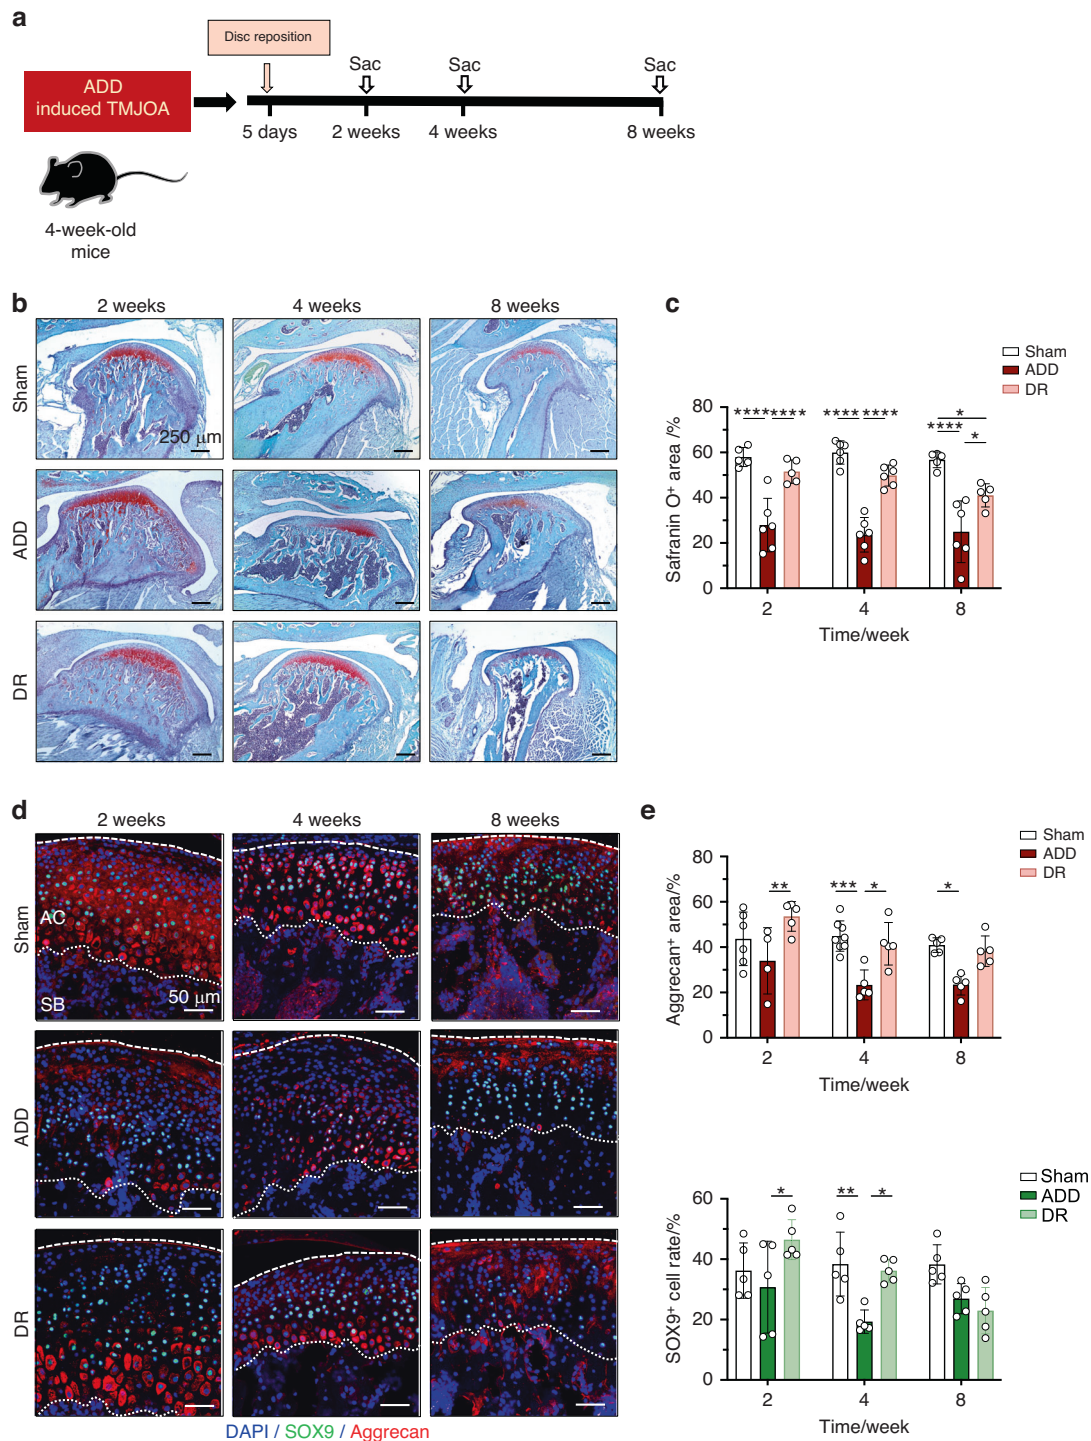 a
Disc reposition
ADD
induced TMJOA
Sac
Sac
Sac
5 days
2 weeks
4 weeks
8 weeks
4-week-old
mice
b
2 weeks
4 weeks
8 weeks
Sham
250 μm
ADD
DR
c
Sham
ADD
DR
Safranin O⁺ area /%
80
60
40
20
0
**** ****
**** ****
*
****
*
2
4
8
Time/week
d
2 weeks
4 weeks
8 weeks
Sham
AC
SB
50 μm
ADD
DR
DAPI / SOX9 / Aggrecan
e
Sham
ADD
DR
Aggrecan⁺ area/%
80
60
40
20
0
**
***
*
*
2
4
8
Time/week
Sham
ADD
DR
SOX9⁺ cell rate/%
60
40
20
0
*
**
*
2
4
8
Time/week